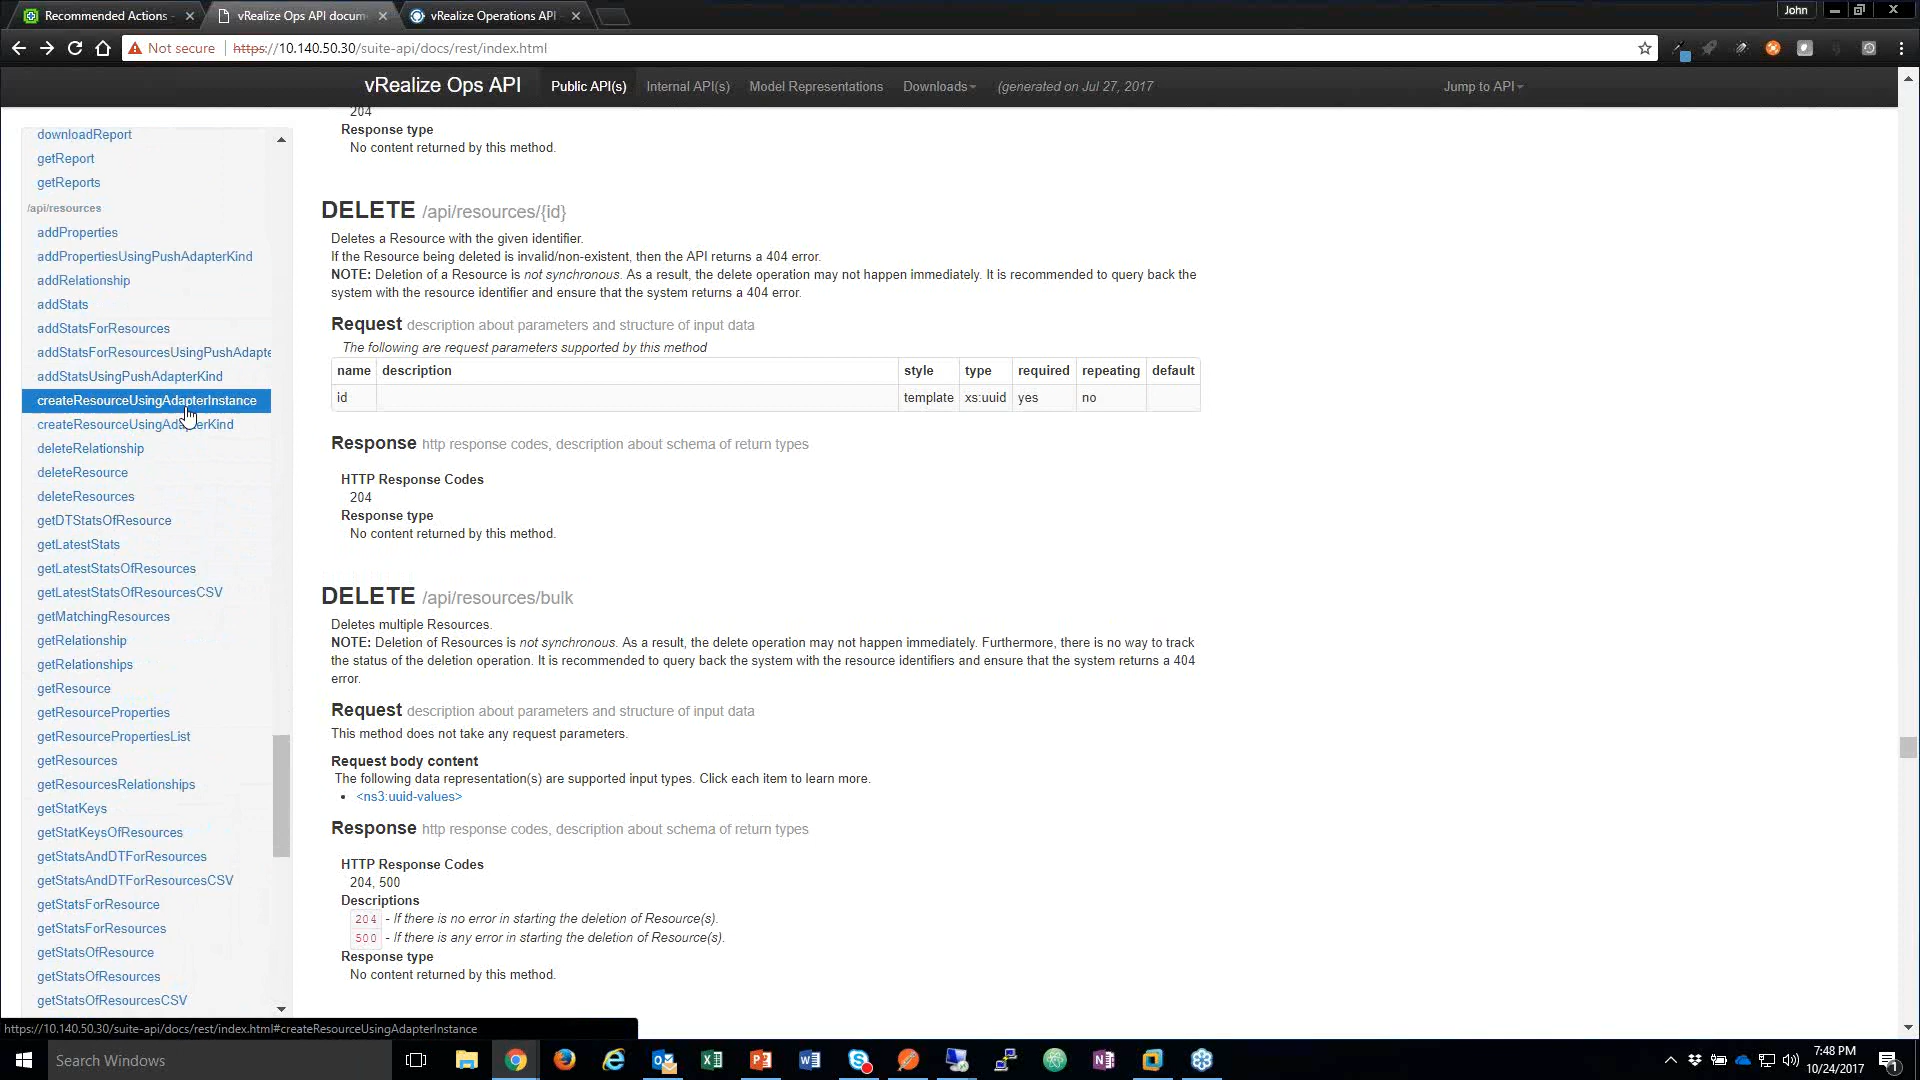 Recommended Actions
vRealize Ops API docum
vRealize Operations API
John
Not secure
https://10.140.50.30/suite-api/docs/rest/index.html
vRealize Ops API
Public API(s)
Internal API(s)
Model Representations
Downloads
(generated on Jul 27, 2017
Jump to API
downloadReport
getReport
getReports
/api/resources
addProperties
addPropertiesUsingPushAdapterKind
addRelationship
addStats
addStatsForResources
addStatsForResourcesUsingPushAdapte
addStatsUsingPushAdapterKind
createResourceUsingAdapterInstance
createResourceUsingAdapterKind
deleteRelationship
deleteResource
deleteResources
getDTStatsOfResource
getLatestStats
getLatestStatsOfResources
getLatestStatsOfResourcesCSV
getMatchingResources
getRelationship
getRelationships
getResource
getResourceProperties
getResourcePropertiesList
getResources
getResourcesRelationships
getStatKeys
getStatKeysOfResources
getStatsAndDTForResources
getStatsAndDTForResourcesCSV
getStatsForResource
getStatsForResources
getStatsOfResource
getStatsOfResources
getStatsOfResourcesCSV
204
Response type
No content returned by this method.
DELETE /api/resources/{id}
Deletes a Resource with the given identifier.
If the Resource being deleted is invalid/non-existent, then the API returns a 404 error.
NOTE: Deletion of a Resource is not synchronous. As a result, the delete operation may not happen immediately. It is recommended to query back the
system with the resource identifier and ensure that the system returns a 404 error.
Request description about parameters and structure of input data
The following are request parameters supported by this method
name description style type required repeating default
id template xs:uuid yes no
Response http response codes, description about schema of return types
HTTP Response Codes
204
Response type
No content returned by this method.
DELETE /api/resources/bulk
Deletes multiple Resources.
NOTE: Deletion of Resources is not synchronous. As a result, the delete operation may not happen immediately. Furthermore, there is no way to track
the status of the deletion operation. It is recommended to query back the system with the resource identifiers and ensure that the system returns a 404
error.
Request description about parameters and structure of input data
This method does not take any request parameters.
Request body content
The following data representation(s) are supported input types. Click each item to learn more.
• <ns3:uuid-values>
Response http response codes, description about schema of return types
HTTP Response Codes
204, 500
Descriptions
204 - If there is no error in starting the deletion of Resource(s).
500 - If there is any error in starting the deletion of Resource(s).
Response type
No content returned by this method.
https://10.140.50.30/suite-api/docs/rest/index.html#createResourceUsingAdapterInstance
Search Windows
7:48 PM
10/24/2017
1